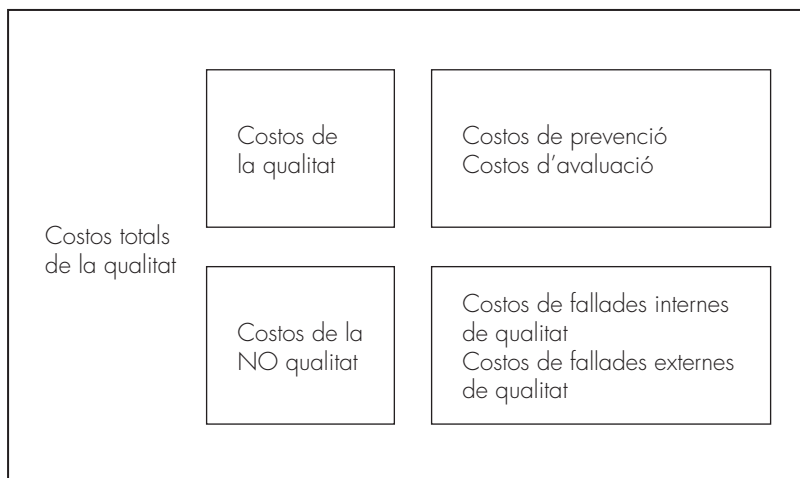 Costos totals
de la qualitat
Costos de
la qualitat
Costos de prevenció
Costos d’avaluació
Costos de la
NO qualitat
Costos de fallades internes
de qualitat
Costos de fallades externes
de qualitat